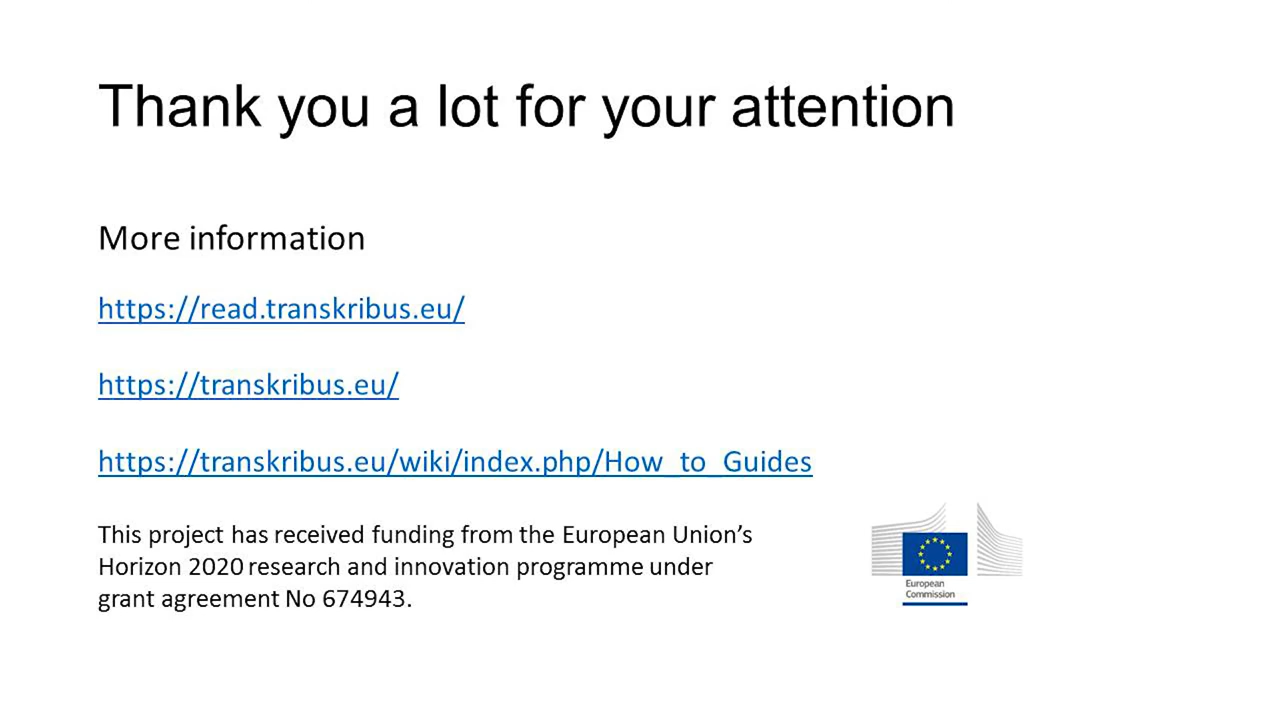 Thank you a lot for your attention
More information
https://read.transkribus.eu/
https://transkribus.eu/
https://transkribus.eu/wiki/index.php/How_to_Guides
This project has received funding from the European Union’s
Horizon 2020 research and innovation programme under
grant agreement No 674943.
European
Commission